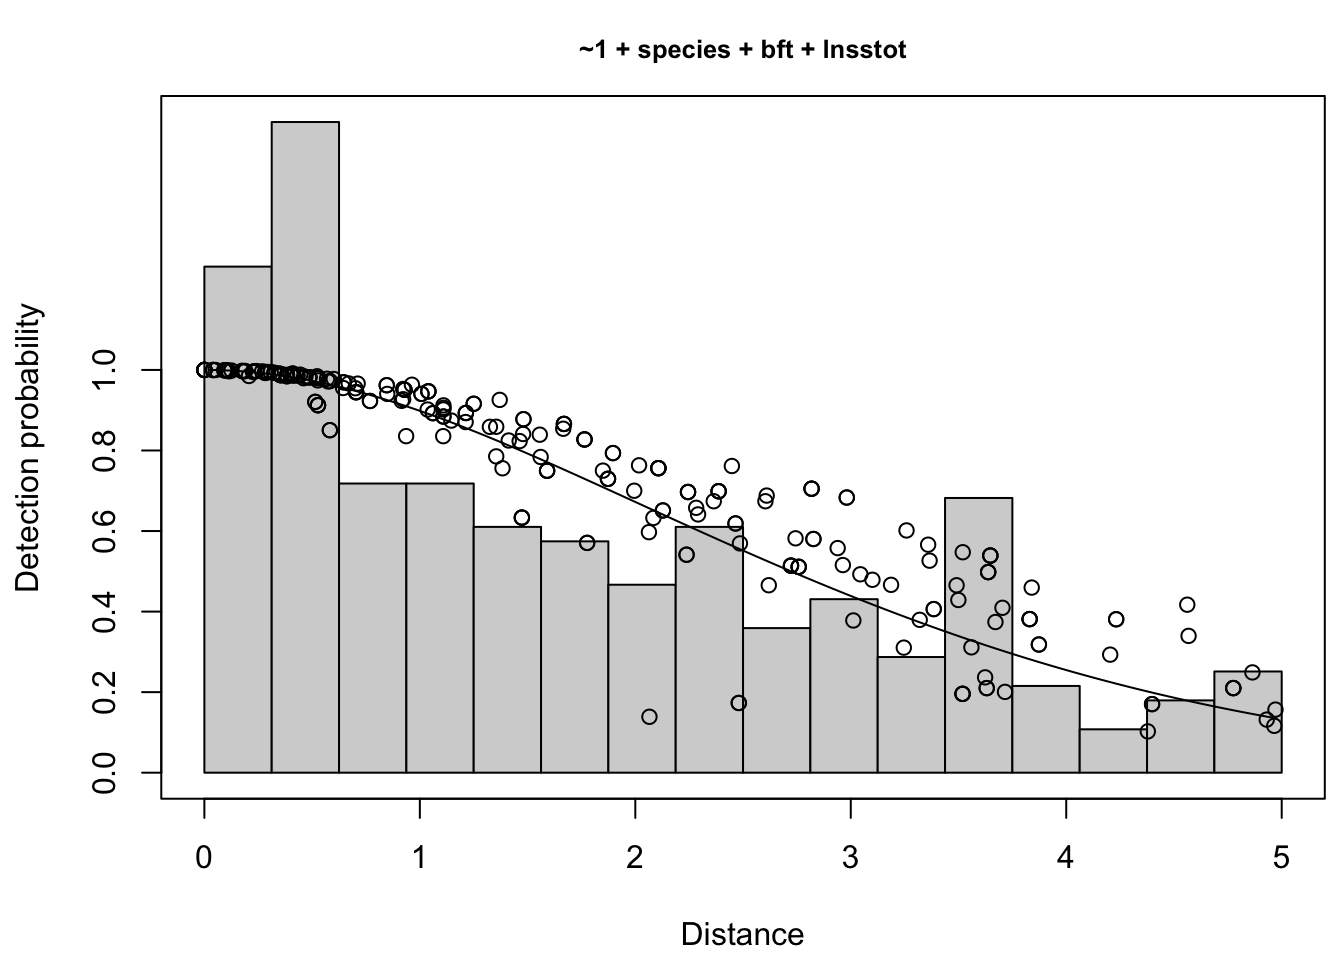 ~1 + species + bft + lnsstot
Detection probability
1.0
0.8
0.6
0.4
0.2
0.0
0 1 2 3 4 5
Distance